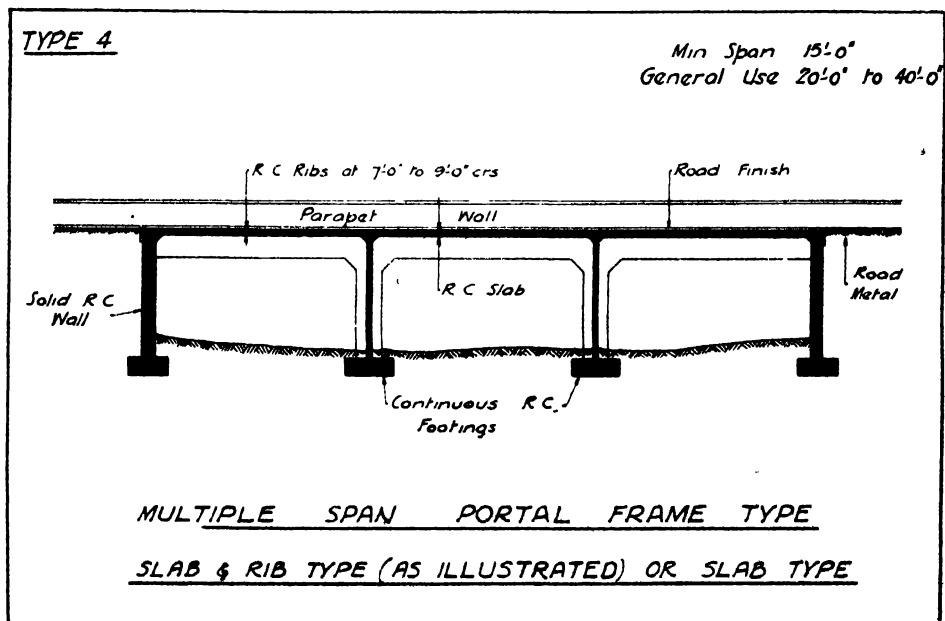 TYPE 4
Min Span 15'-0"
General Use 20'-0" to 40'-0"
R C Ribs at 7'-0" to 9'-0" crs
Road Finish
Parapet Wall
R C Slab
Road
Metal
Solid R C
Wall
Continuous R C.
Footings
MULTIPLE SPAN PORTAL FRAME TYPE
SLAB & RIB TYPE (AS ILLUSTRATED) OR SLAB TYPE